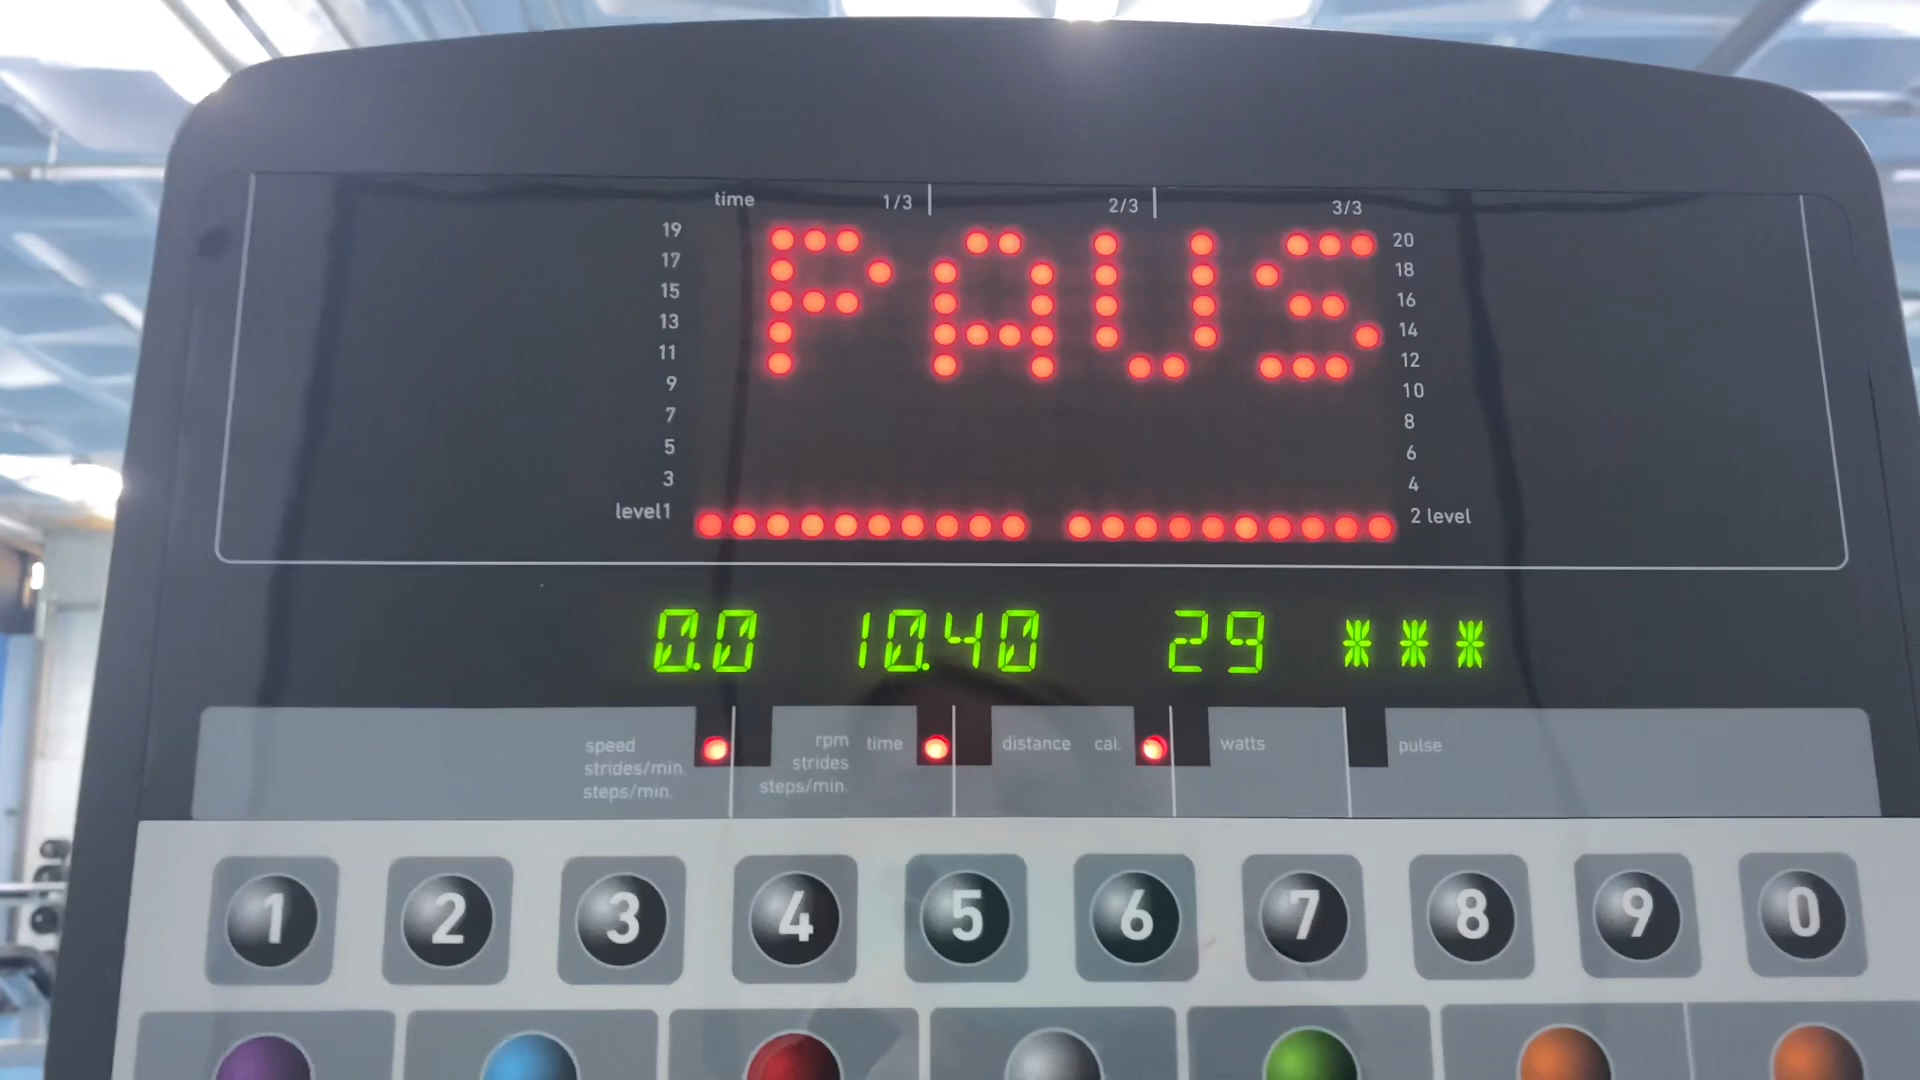 time 1/3 2/3 3/3
PAUS
19 20
17 18
15 16
13 14
11 12
9 10
7 8
5 6
3 4
level1 2 level
0.0 10.40 29 ***
speed strides/min. steps/min.
rpm strides steps/min.
time
distance
cal.
watts
pulse
1 2 3 4 5 6 7 8 9 0